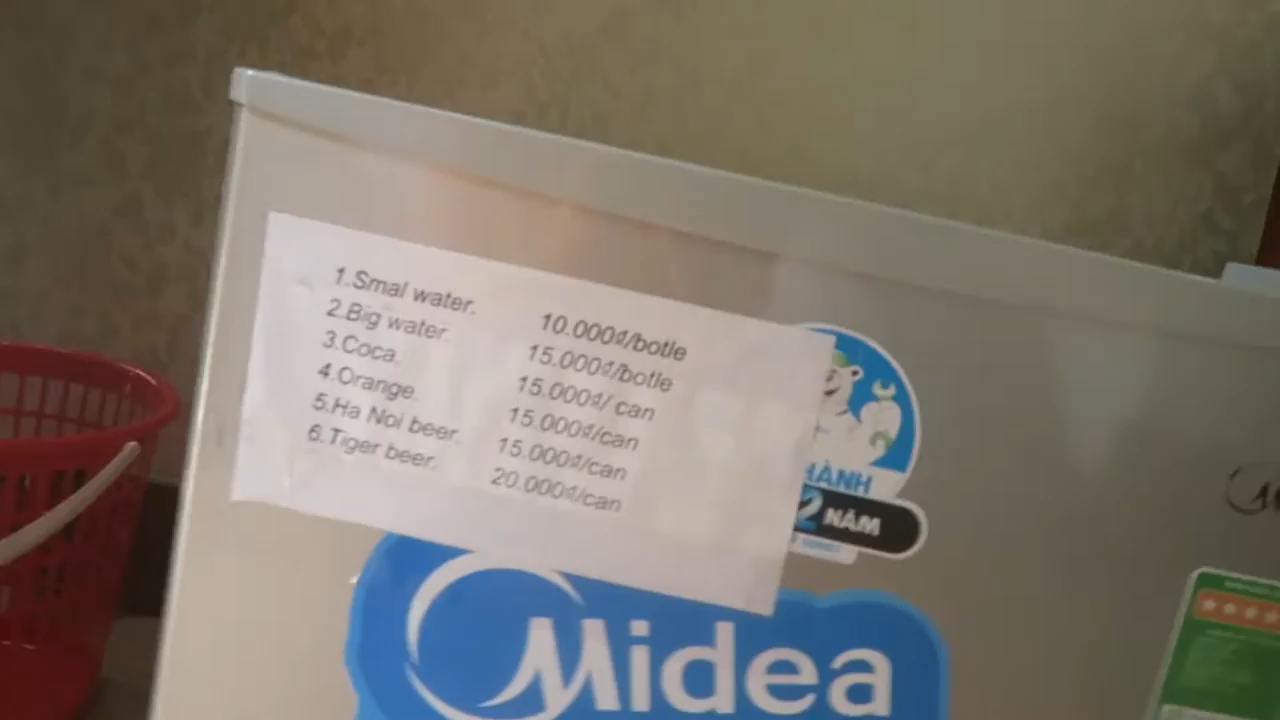 1.Smal water. 10.000₫/botle
2.Big water. 15.000₫/botle
3.Coca. 15.000₫/ can
4.Orange. 15.000₫/can
5.Ha Noi beer. 15.000₫/can
6.Tiger beer. 20.000₫/can
HÀNH
2 NĂM
Midea